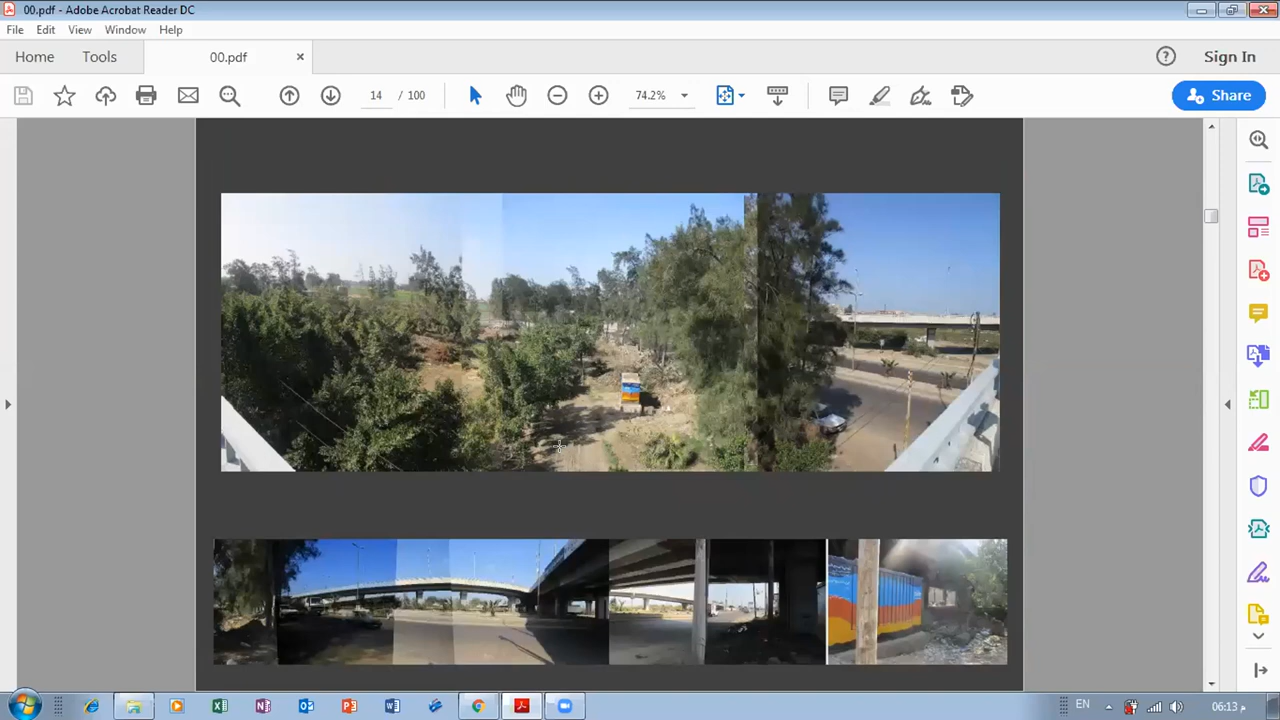 00.pdf - Adobe Acrobat Reader DC
File Edit View Window Help
Home Tools 00.pdf × Sign In
14 / 100 74.2% Share
EN 06:13 م